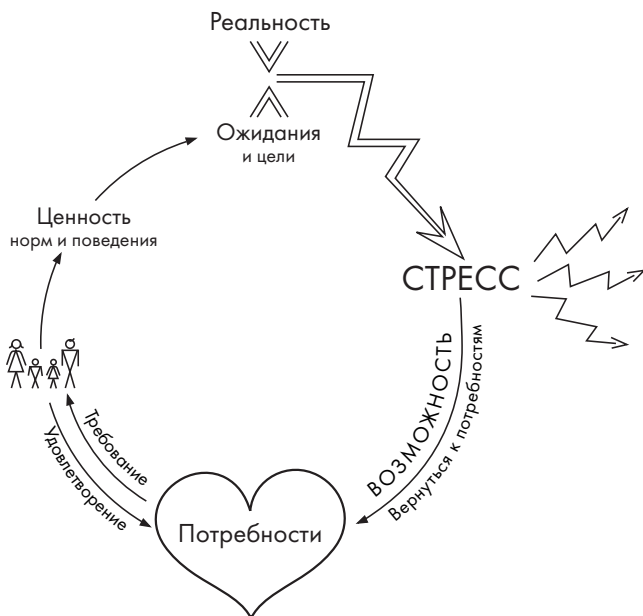 Реальность
Ожидания
и цели
Ценность
норм и поведения
СТРЕСС
ВОЗМОЖНОСТЬ
Вернуться к потребностям
Требование
Удовлетворение
Потребности